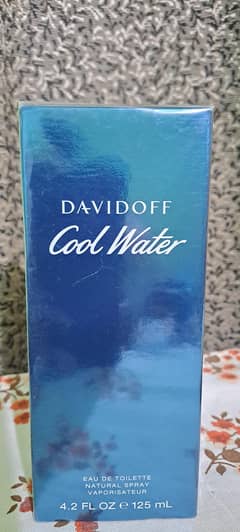 DAVIDOFF
Cool Water
EAU DE TOILETTE
NATURAL SPRAY
VAPORISATEUR
4.2 FL OZ e 125 mL